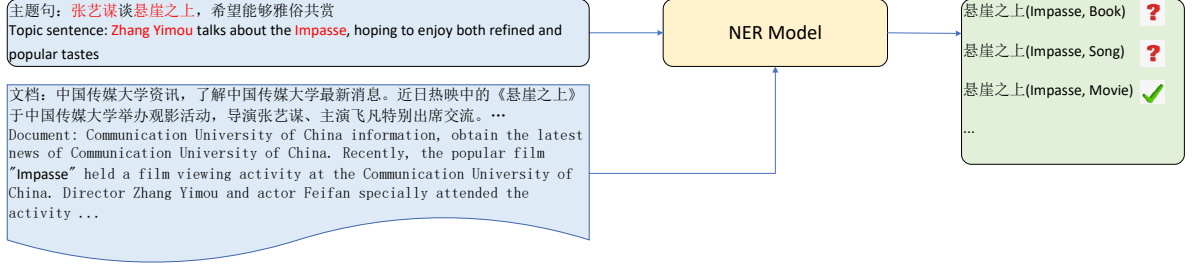 主题句：张艺谋谈悬崖之上，希望能够雅俗共赏
Topic sentence: Zhang Yimou talks about the Impasse, hoping to enjoy both refined and
popular tastes
文档：中国传媒大学资讯，了解中国传媒大学最新消息。近日热映中的《悬崖之上》
于中国传媒大学举办观影活动，导演张艺谋、主演飞凡特别出席交流。…
Document: Communication University of China information, obtain the latest
news of Communication University of China. Recently, the popular film
"Impasse" held a film viewing activity at the Communication University of
China. Director Zhang Yimou and actor Feifan specially attended the
activity ...
NER Model
悬崖之上(Impasse, Book) ?
悬崖之上(Impasse, Song) ?
悬崖之上(Impasse, Movie)
...